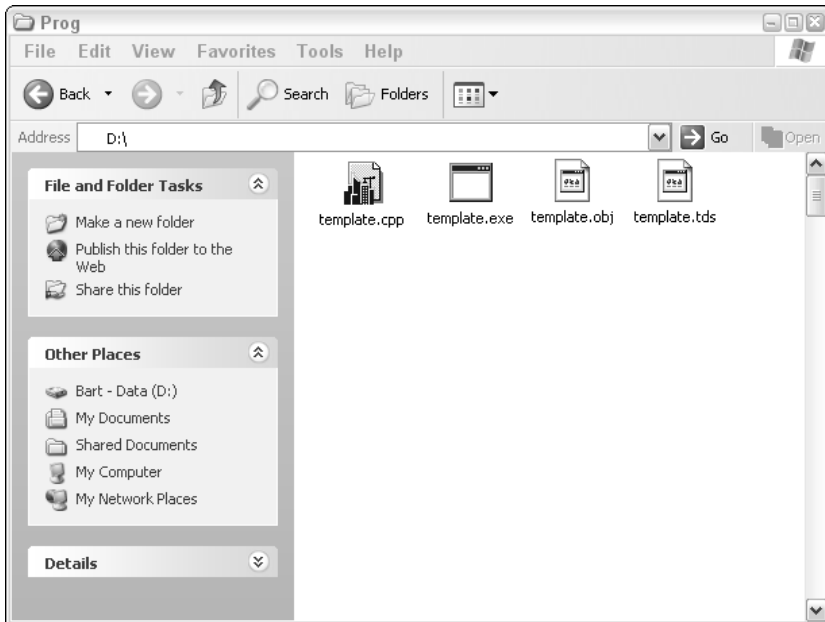 Prog
File Edit View Favorites Tools Help
Back Search Folders
Address D:\ Go Open
File and Folder Tasks
Make a new folder
Publish this folder to the
Web
Share this folder
Other Places
Bart - Data (D:)
My Documents
Shared Documents
My Computer
My Network Places
Details
template.cpp template.exe template.obj template.tds